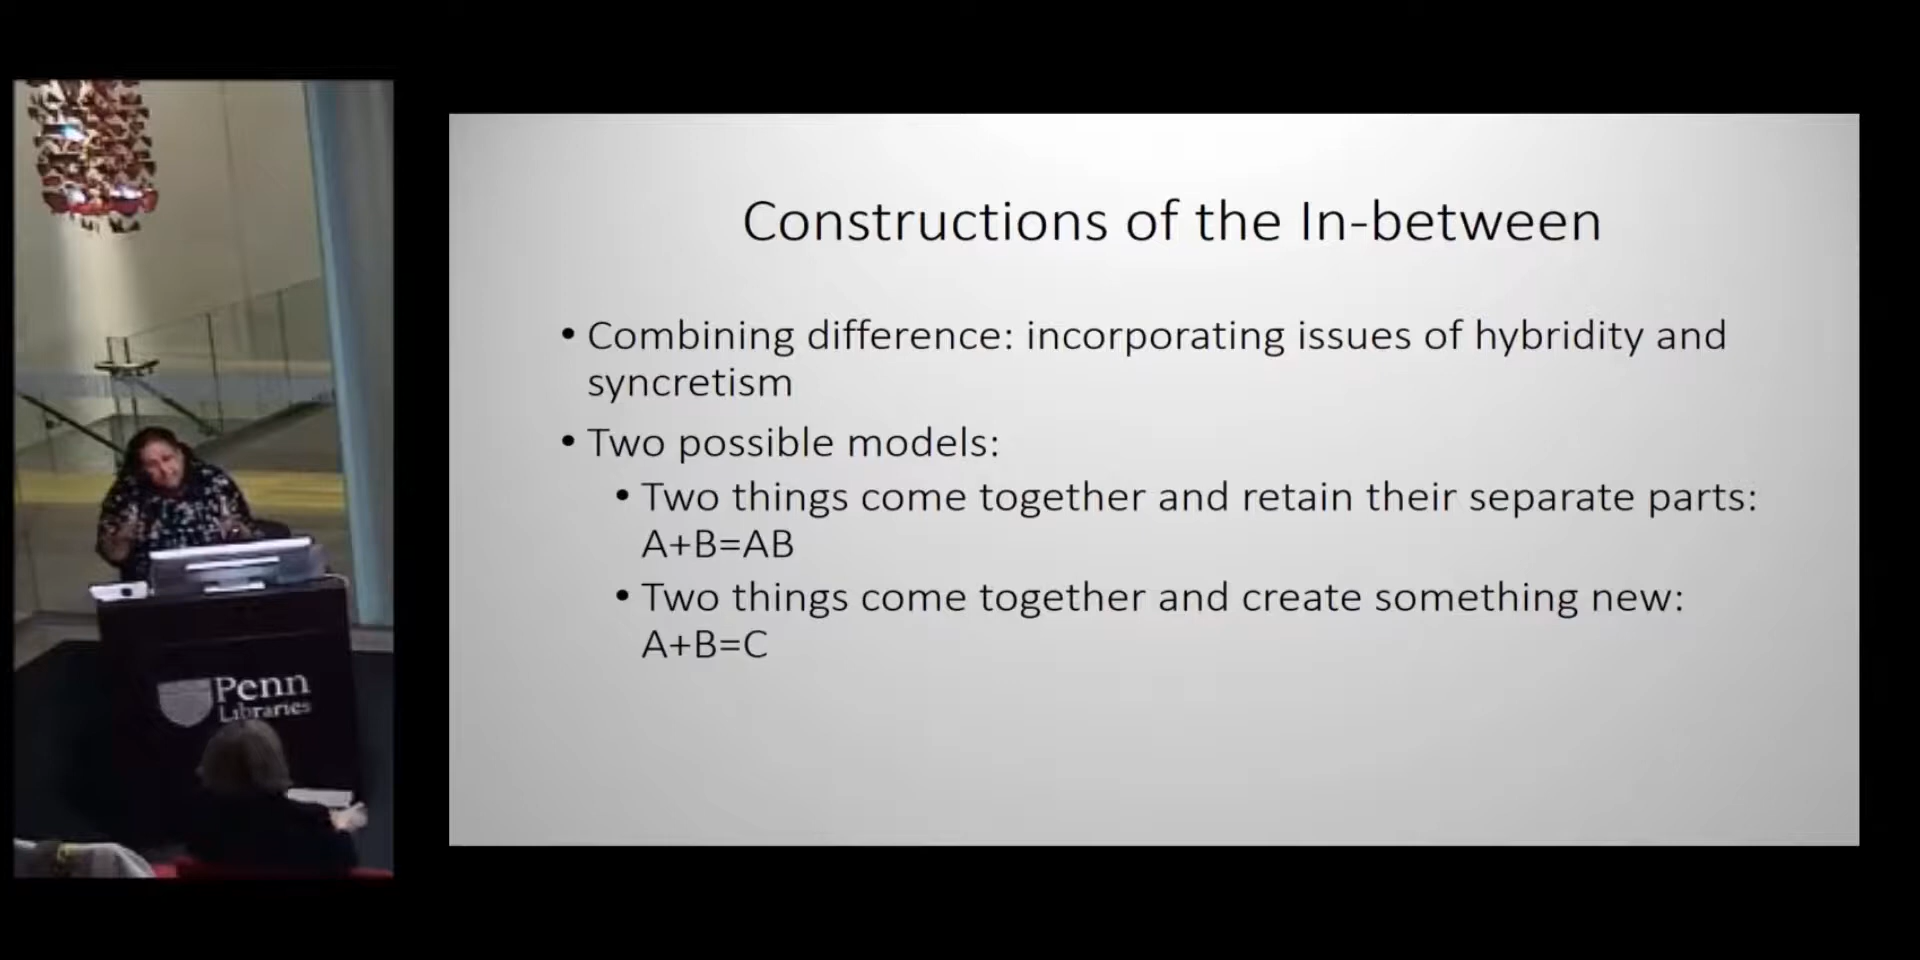 Constructions of the In-between
• Combining difference: incorporating issues of hybridity and
syncretism
• Two possible models:
• Two things come together and retain their separate parts:
A+B=AB
• Two things come together and create something new:
A+B=C
Penn
Libraries